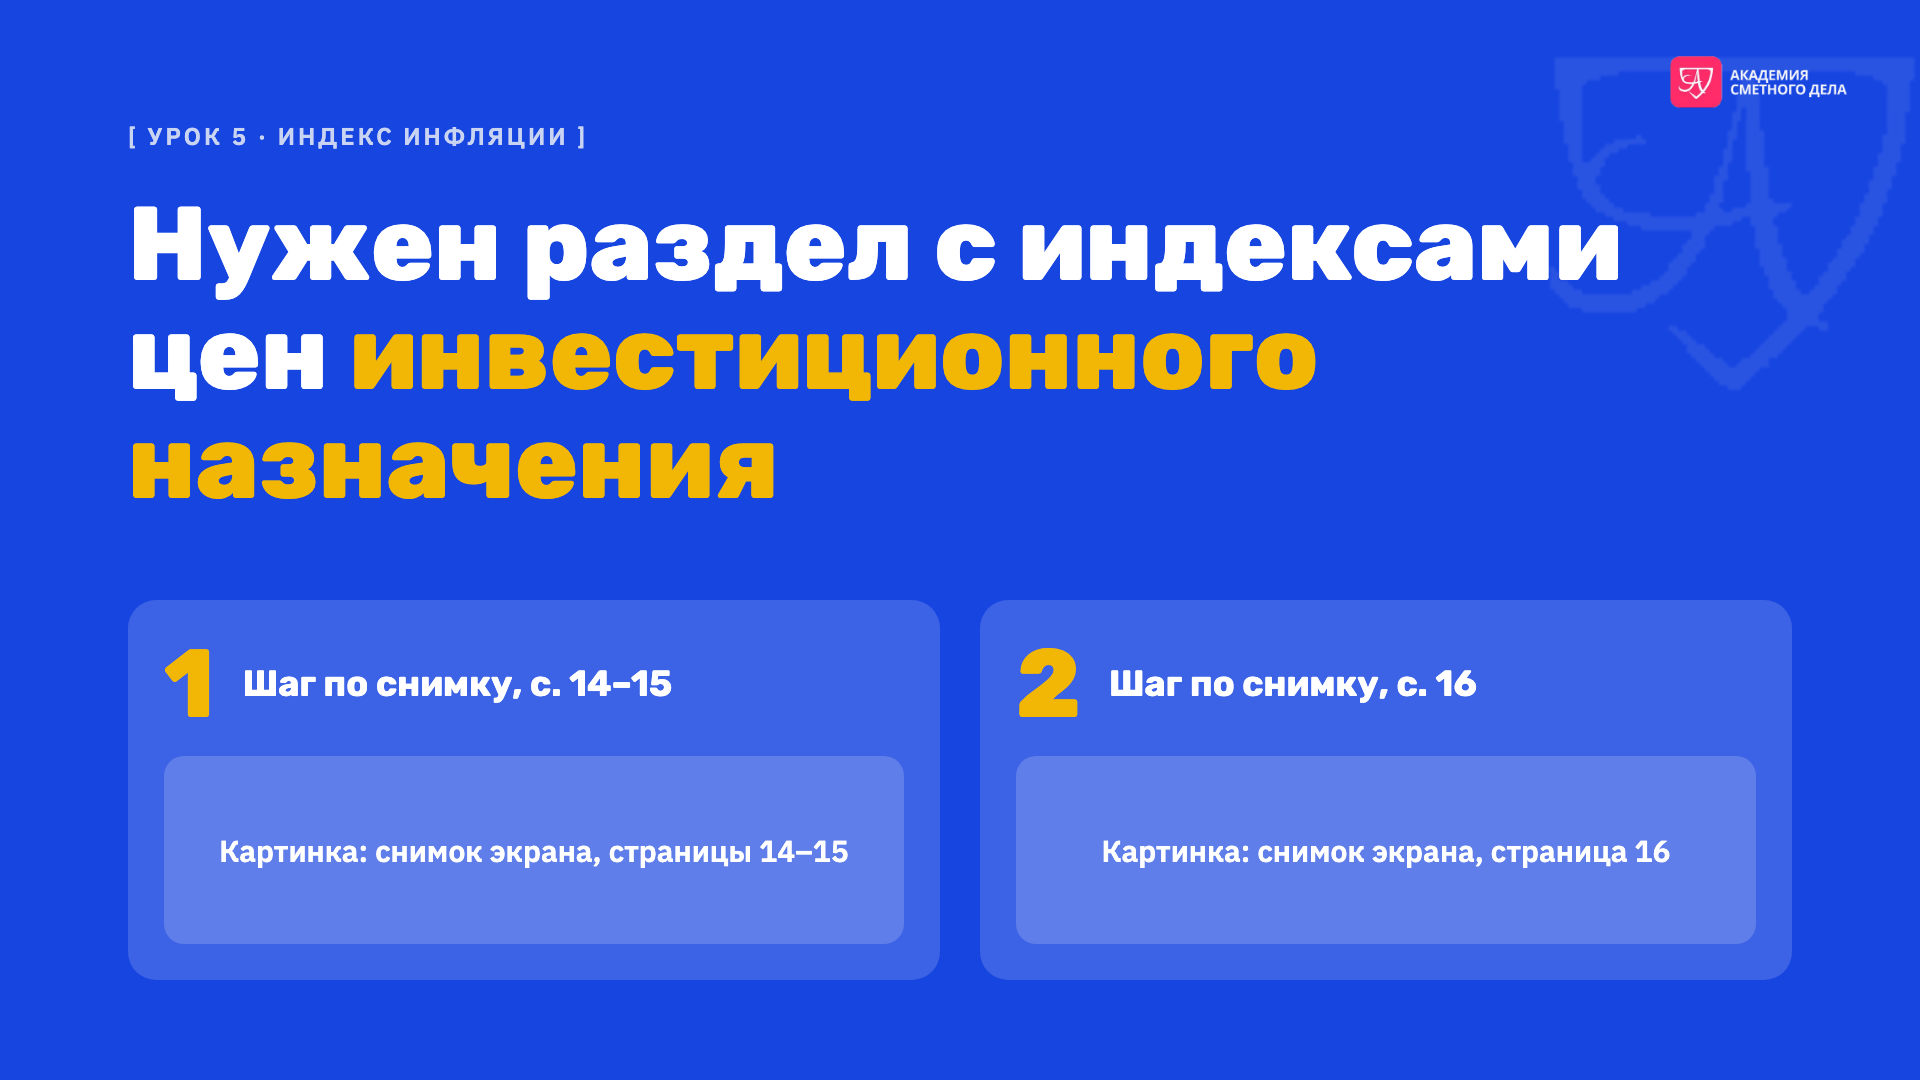 АКАДЕМИЯ
СМЕТНОГО ДЕЛА
[ УРОК 5 · ИНДЕКС ИНФЛЯЦИИ ]
Нужен раздел с индексами
цен инвестиционного
назначения
1 Шаг по снимку, с. 14–15
Картинка: снимок экрана, страницы 14–15
2 Шаг по снимку, с. 16
Картинка: снимок экрана, страница 16